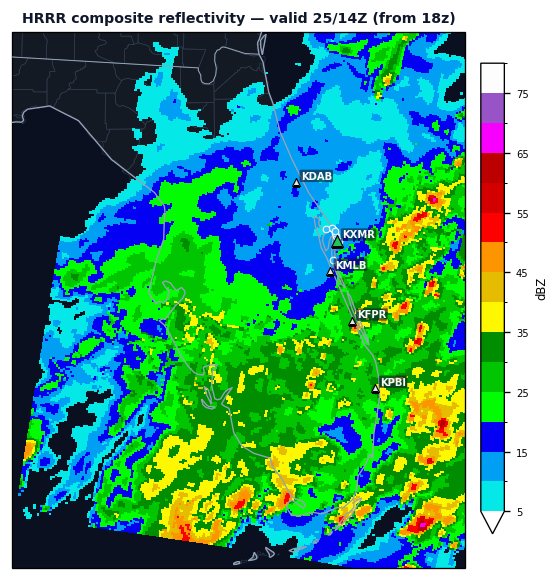 HRRR composite reflectivity — valid 25/14Z (from 18z)
KDAB
KXMR
KMLB
KFPR
KPBI
75
65
55
45
35
25
15
5
dBZ